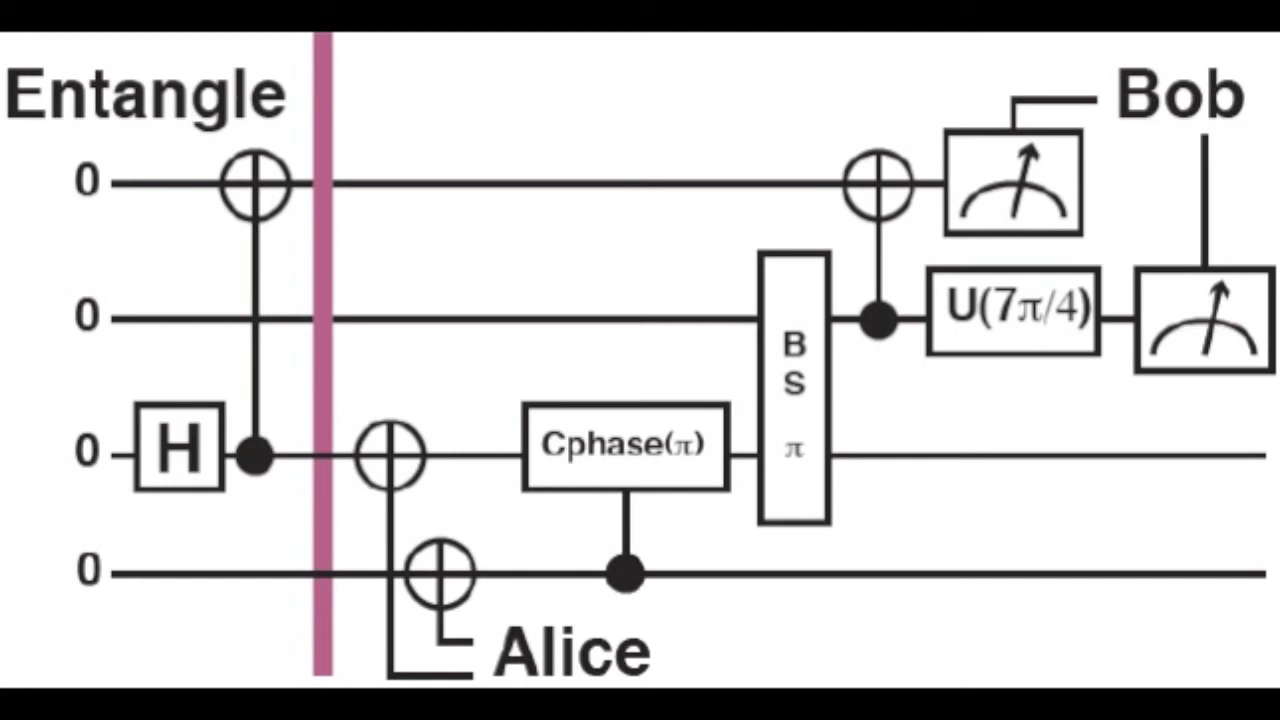 Entangle
Bob
0
0
U(7π/4)
B
S
π
0
H
Cphase(π)
0
Alice